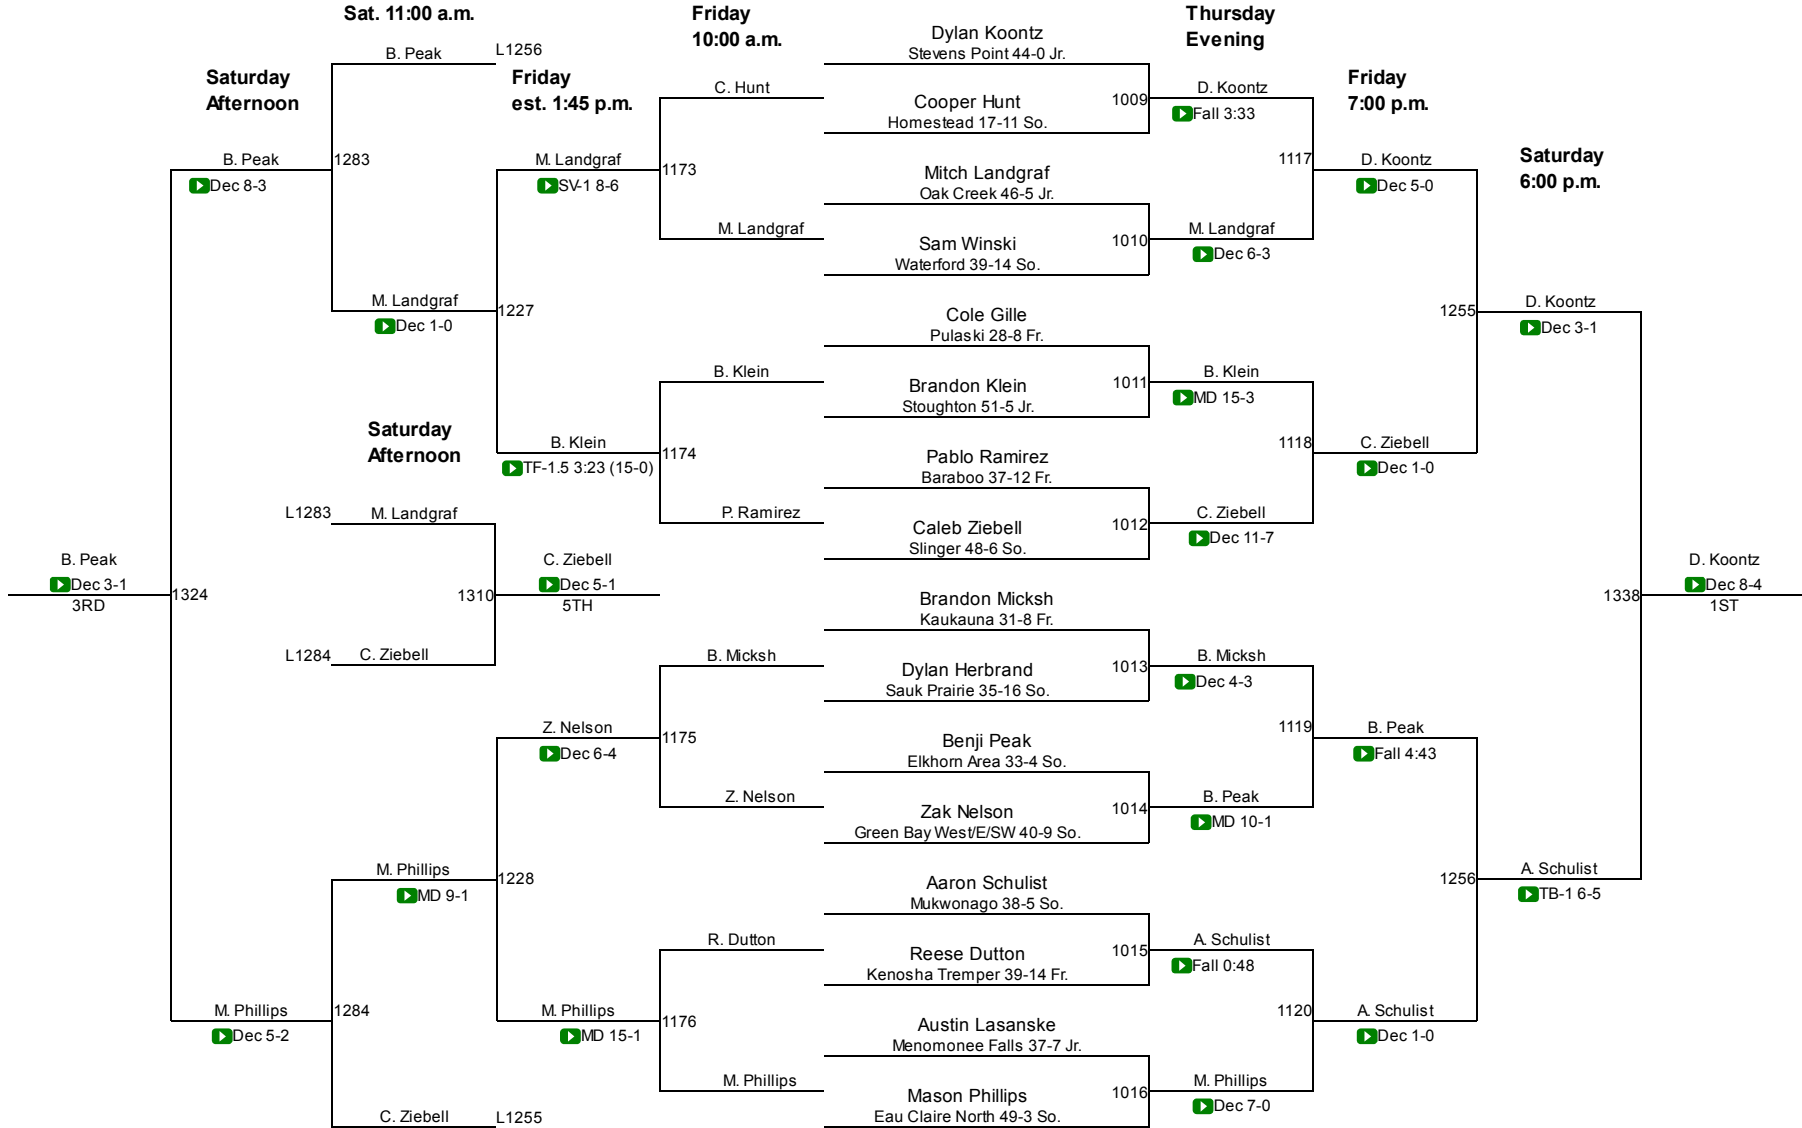 Sat. 11:00 a.m.
Friday
10:00 a.m.
Thursday
Evening
Dylan Koontz
Stevens Point 44-0 Jr.
B. Peak
L1256
Saturday
Afternoon
Friday
est. 1:45 p.m.
Friday
7:00 p.m.
C. Hunt
Cooper Hunt
Homestead 17-11 So.
1009
D. Koontz
Fall 3:33
B. Peak
Dec 8-3
1283
M. Landgraf
SV-1 8-6
1173
Mitch Landgraf
Oak Creek 46-5 Jr.
1117
D. Koontz
Dec 5-0
Saturday
6:00 p.m.
M. Landgraf
Sam Winski
Waterford 39-14 So.
1010
M. Landgraf
Dec 6-3
M. Landgraf
Dec 1-0
1227
Cole Gille
Pulaski 28-8 Fr.
1255
D. Koontz
Dec 3-1
B. Klein
Brandon Klein
Stoughton 51-5 Jr.
1011
B. Klein
MD 15-3
Saturday
Afternoon
B. Klein
TF-1.5 3:23 (15-0)
1174
Pablo Ramirez
Baraboo 37-12 Fr.
1118
C. Ziebell
Dec 1-0
L1283
M. Landgraf
P. Ramirez
Caleb Ziebell
Slinger 48-6 So.
1012
C. Ziebell
Dec 11-7
B. Peak
Dec 3-1
3RD
1324
1310
C. Ziebell
Dec 5-1
5TH
Brandon Micksh
Kaukauna 31-8 Fr.
1338
D. Koontz
Dec 8-4
1ST
L1284
C. Ziebell
B. Micksh
Dylan Herbrand
Sauk Prairie 35-16 So.
1013
B. Micksh
Dec 4-3
Z. Nelson
Dec 6-4
1175
Benji Peak
Elkhorn Area 33-4 So.
1119
B. Peak
Fall 4:43
Z. Nelson
Zak Nelson
Green Bay West/E/SW 40-9 So.
1014
B. Peak
MD 10-1
M. Phillips
MD 9-1
1228
Aaron Schulist
Mukwonago 38-5 So.
1256
A. Schulist
TB-1 6-5
R. Dutton
Reese Dutton
Kenosha Tremper 39-14 Fr.
1015
A. Schulist
Fall 0:48
M. Phillips
Dec 5-2
1284
M. Phillips
MD 15-1
1176
Austin Lasanske
Menomonee Falls 37-7 Jr.
1120
A. Schulist
Dec 1-0
M. Phillips
Mason Phillips
Eau Claire North 49-3 So.
1016
M. Phillips
Dec 7-0
C. Ziebell
L1255